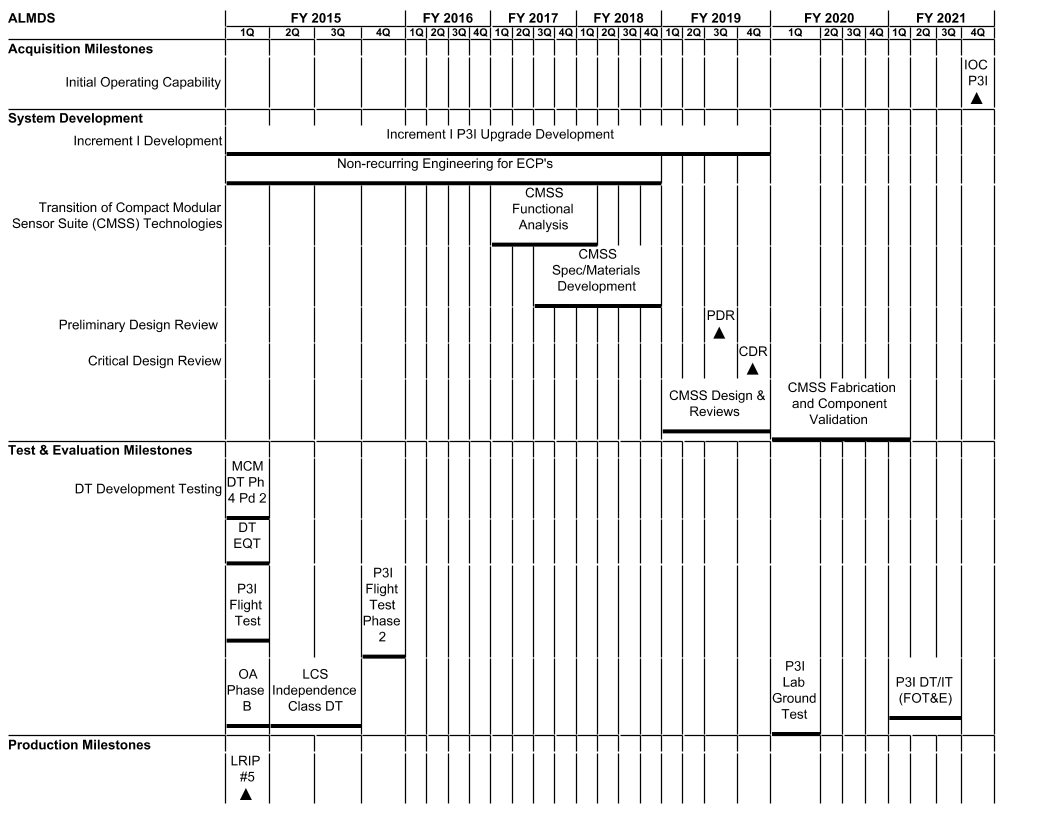 ALMDS FY 2015 FY 2016 FY 2017 FY 2018 FY 2019 FY 2020 FY 2021
1Q 2Q 3Q 4Q 1Q 2Q 3Q 4Q 1Q 2Q 3Q 4Q 1Q 2Q 3Q 4Q 1Q 2Q 3Q 4Q 1Q 2Q 3Q 4Q 1Q 2Q 3Q 4Q
Acquisition Milestones
Initial Operating Capability
IOC
P3I
System Development
Increment I Development
Increment I P3I Upgrade Development
Non-recurring Engineering for ECP's
Transition of Compact Modular
Sensor Suite (CMSS) Technologies
CMSS
Functional
Analysis
CMSS
Spec/Materials
Development
Preliminary Design Review
PDR
Critical Design Review
CDR
CMSS Design &
Reviews
CMSS Fabrication
and Component
Validation
Test & Evaluation Milestones
DT Development Testing
MCM
DT Ph
4 Pd 2
DT
EQT
P3I
Flight
Test
P3I
Flight
Test
Phase
2
OA
Phase
B
LCS
Independence
Class DT
P3I
Lab
Ground
Test
P3I DT/IT
(FOT&E)
Production Milestones
LRIP
#5